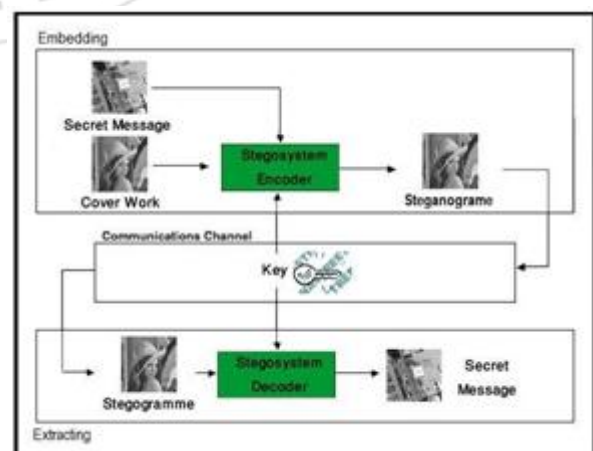 Embedding
Secret Message
Stegosystem
Encoder
Cover Work
Steganograme
Communications Channel
Key
Stegosystem
Decoder
Stegogramme
Secret
Message
Extracting